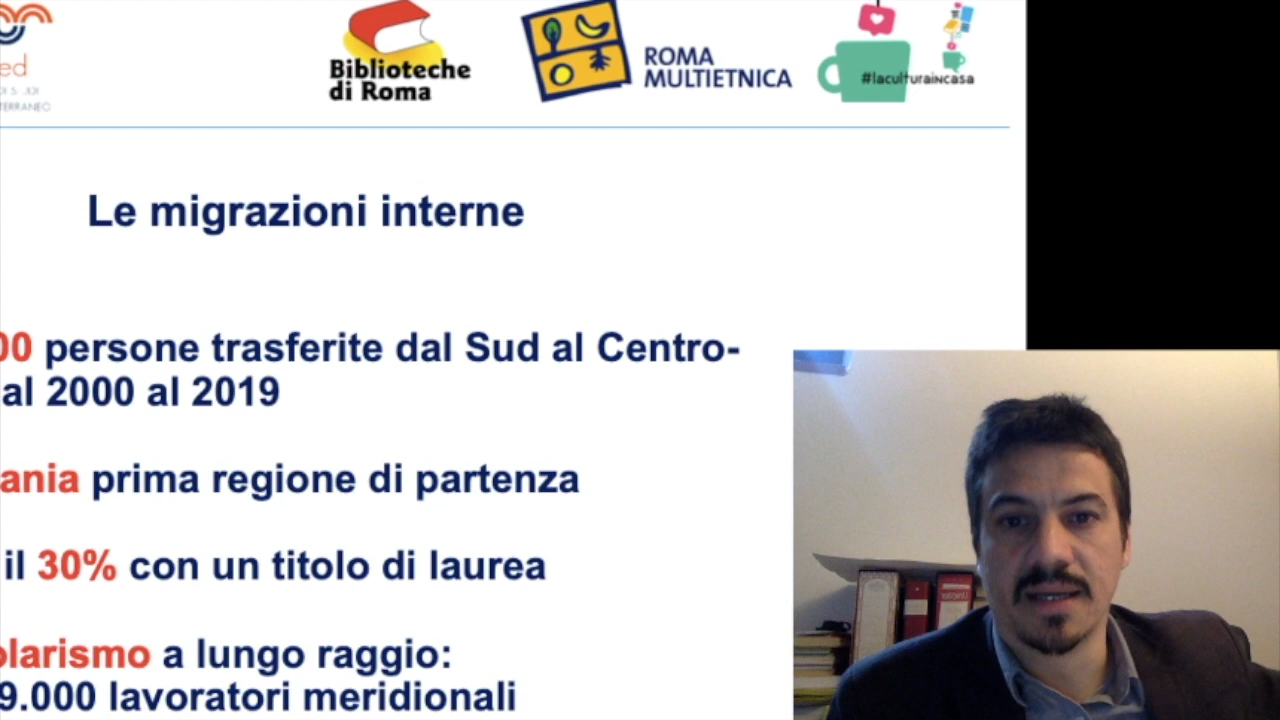 ed
TERRANEO
Biblioteche
di Roma
ROMA
MULTIETNICA
#laculturaincasa
Le migrazioni interne
00 persone trasferite dal Sud al Centro-
al 2000 al 2019
ania prima regione di partenza
il 30% con un titolo di laurea
olarismo a lungo raggio:
9.000 lavoratori meridionali